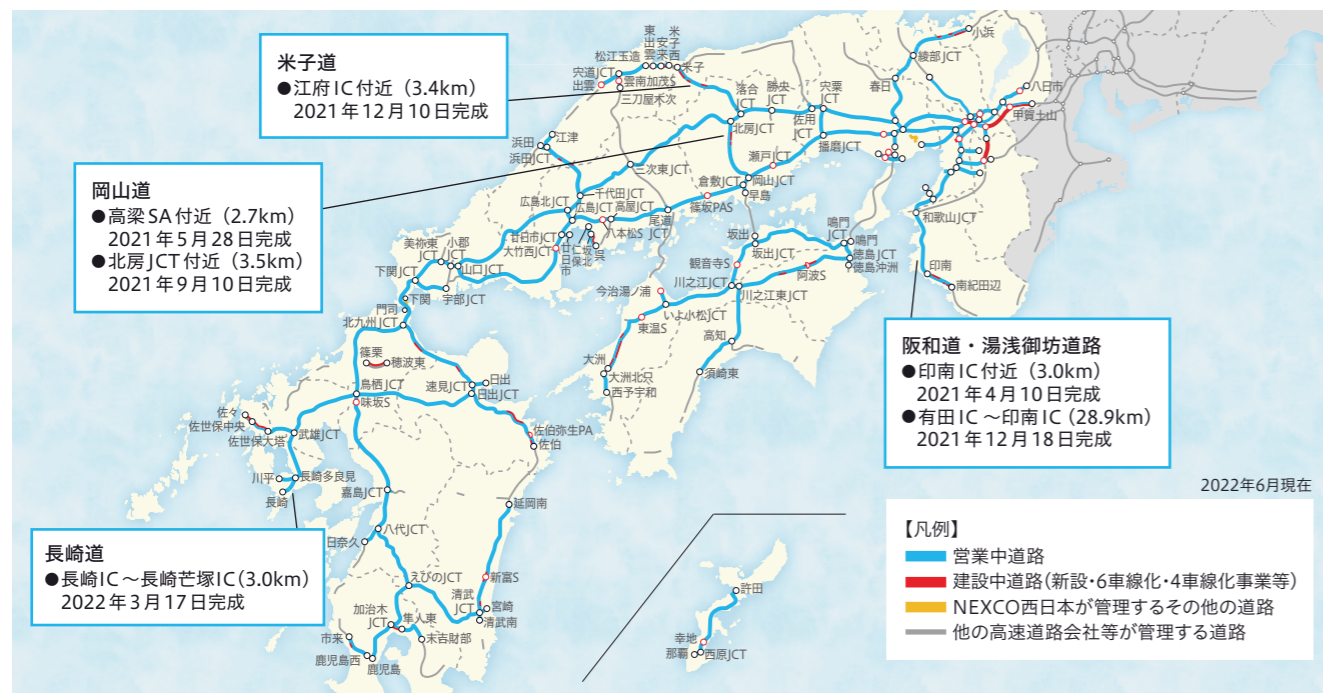 米子道
●江府IC付近（3.4km）
2021年12月10日完成
岡山道
●高梁SA付近（2.7km）
2021年5月28日完成
●北房JCT付近（3.5km）
2021年9月10日完成
阪和道・湯浅御坊道路
●印南IC付近（3.0km）
2021年4月10日完成
●有田IC～印南IC（28.9km）
2021年12月18日完成
長崎道
●長崎IC～長崎芒塚IC（3.0km）
2022年3月17日完成
2022年6月現在
【凡例】
営業中道路
建設中道路（新設・6車線化・4車線化事業等）
NEXCO西日本が管理するその他の道路
他の高速道路会社等が管理する道路
小浜
綾部JCT
春日
八日市
甲賀土山
松江玉造
東出雲
安来
米子西
米子
宍道JCT
出雲
雲南加茂S
三刀屋木次
落合JCT
勝央JCT
宍粟JCT
佐用JCT
播磨JCT
北房JCT
瀬戸JCT
岡山JCT
倉敷JCT
早島
篠坂PAS
三次東JCT
江津
浜田
浜田JCT
千代田JCT
広島北JCT
広島JCT
高屋JCT
尾道JCT
八本松S
廿日市JCT
大竹西JCT
廿日市
仁保
坂北
呉
美祢東JCT
小郡JCT
山口JCT
下関JCT
宇部JCT
下関
門司
北九州JCT
和歌山JCT
印南
南紀田辺
鳴門JCT
鳴門
徳島JCT
徳島沖洲
坂出
坂出JCT
観音寺S
阿波S
川之江JCT
川之江東JCT
今治湯ノ浦
いよ小松JCT
東温S
高知
須崎東
大洲
大洲北只
西予宇和
篠栗
穂波東
鳥栖JCT
味坂S
速見JCT
日出
日出JCT
佐伯弥生PA
佐伯
佐々
佐世保中央
佐世保大塔
武雄JCT
川平
長崎多良見
長崎
嘉島JCT
八代JCT
日奈久
延岡南
えびのJCT
新富S
清武JCT
宮崎
清武南
加治木JCT
隼人東
末吉財部
市来
鹿児島西
鹿児島
許田
幸地
那覇
西原JCT